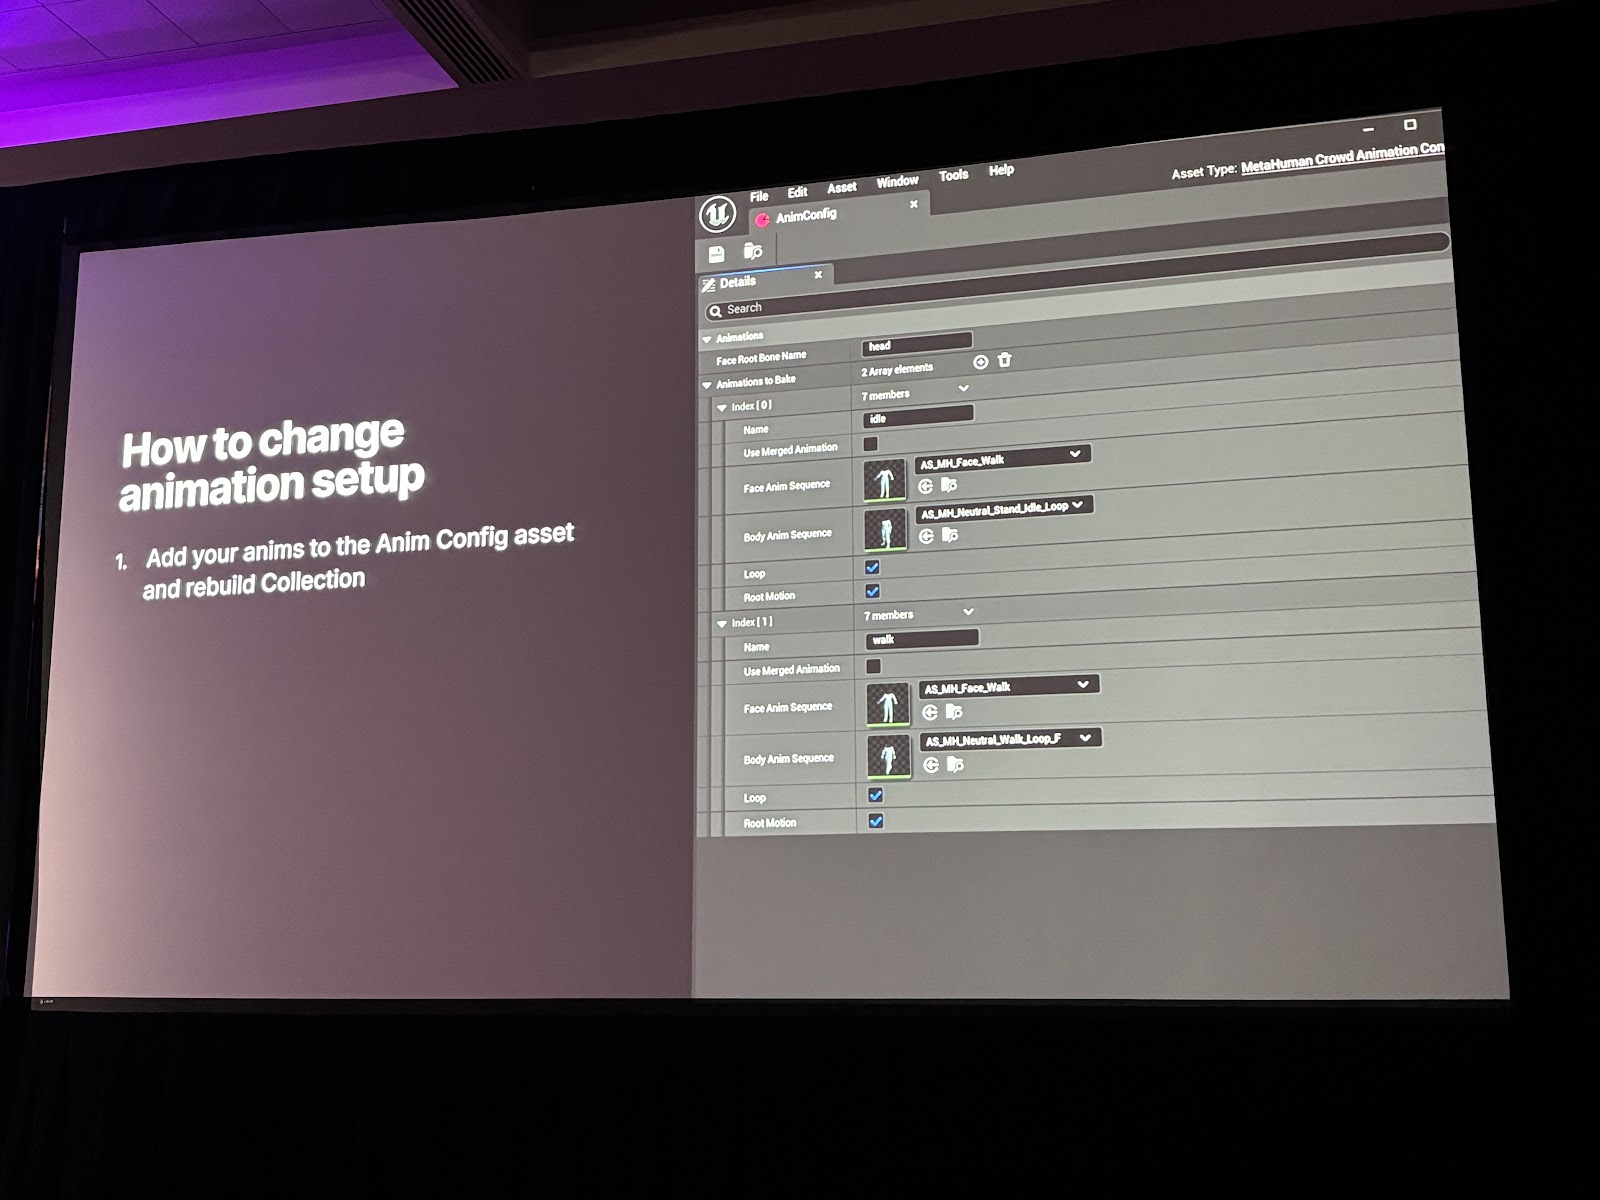 How to change
animation setup
1. Add your anims to the Anim Config asset
and rebuild Collection
File Edit Asset Window Tools Help
Asset Type: MetaHuman Crowd Animation Con
AnimConfig
Details
Search
Animations
Face Root Bone Name head
Animations to Bake 2 Array elements
Index [ 0 ] 7 members
Name idle
Use Merged Animation
Face Anim Sequence AS_MH_Face_Walk
Body Anim Sequence AS_MH_Neutral_Stand_Idle_Loop
Loop
Root Motion
Index [ 1 ] 7 members
Name walk
Use Merged Animation
Face Anim Sequence AS_MH_Face_Walk
Body Anim Sequence AS_MH_Neutral_Walk_Loop_F
Loop
Root Motion